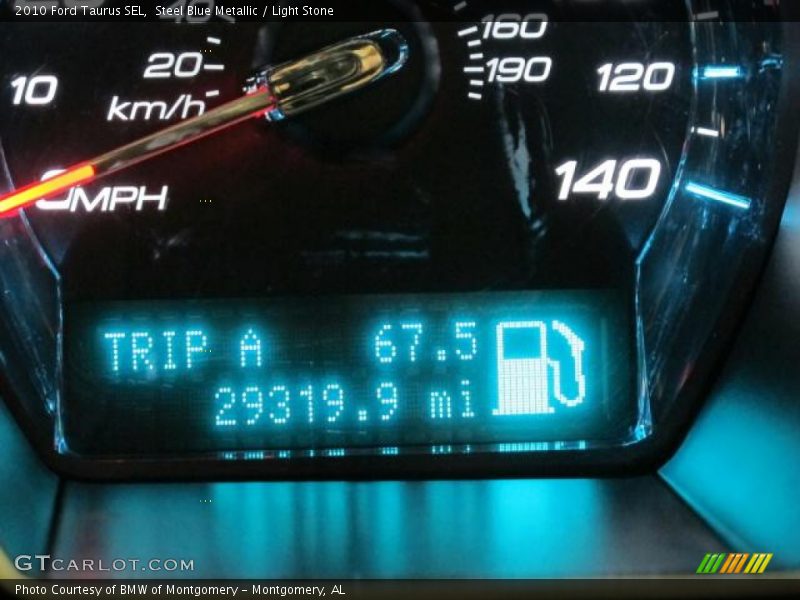 2010 Ford Taurus SEL,  Steel Blue Metallic / Light Stone
160
20
190
10
120
km/h
140
0
MPH
TRIP A 67.5
29319.9 mi
GTCARLOT.COM
Photo Courtesy of BMW of Montgomery - Montgomery, AL